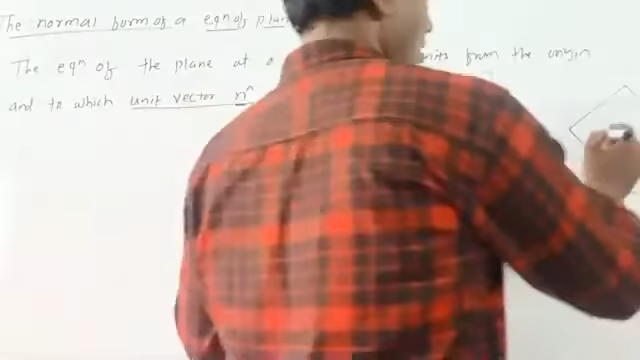 The normal form of a eqn of plan
The eqn of the plane at a units from the origin
and to which unit vector n^